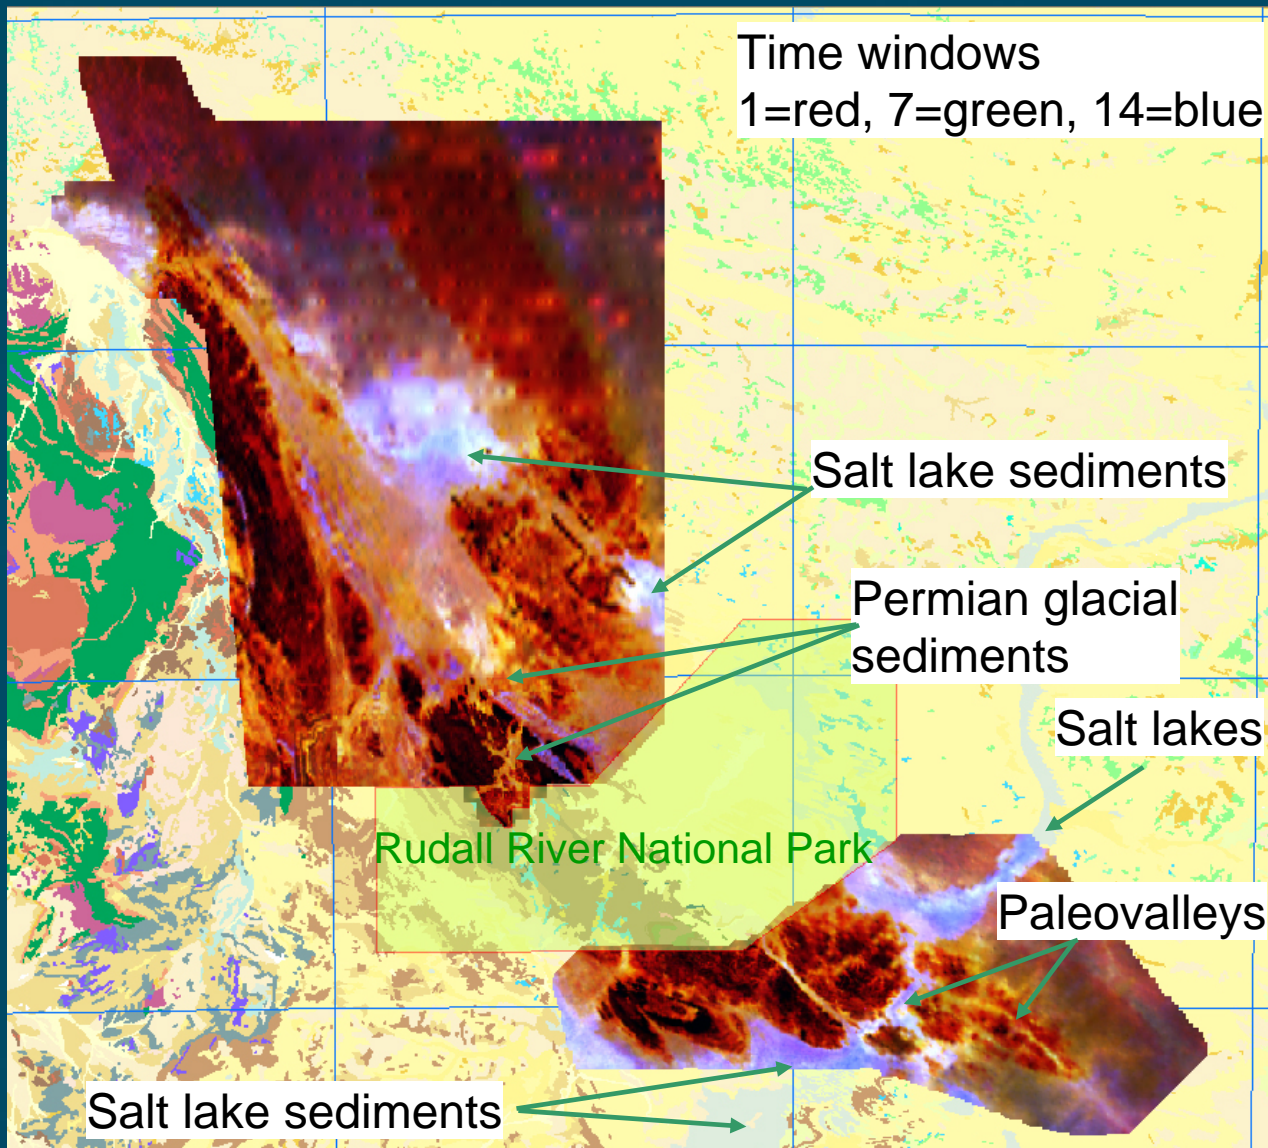 Time windows
1=red, 7=green, 14=blue
Salt lake sediments
Permian glacial
sediments
Salt lakes
Rudall River National Park
Paleovalleys
Salt lake sediments